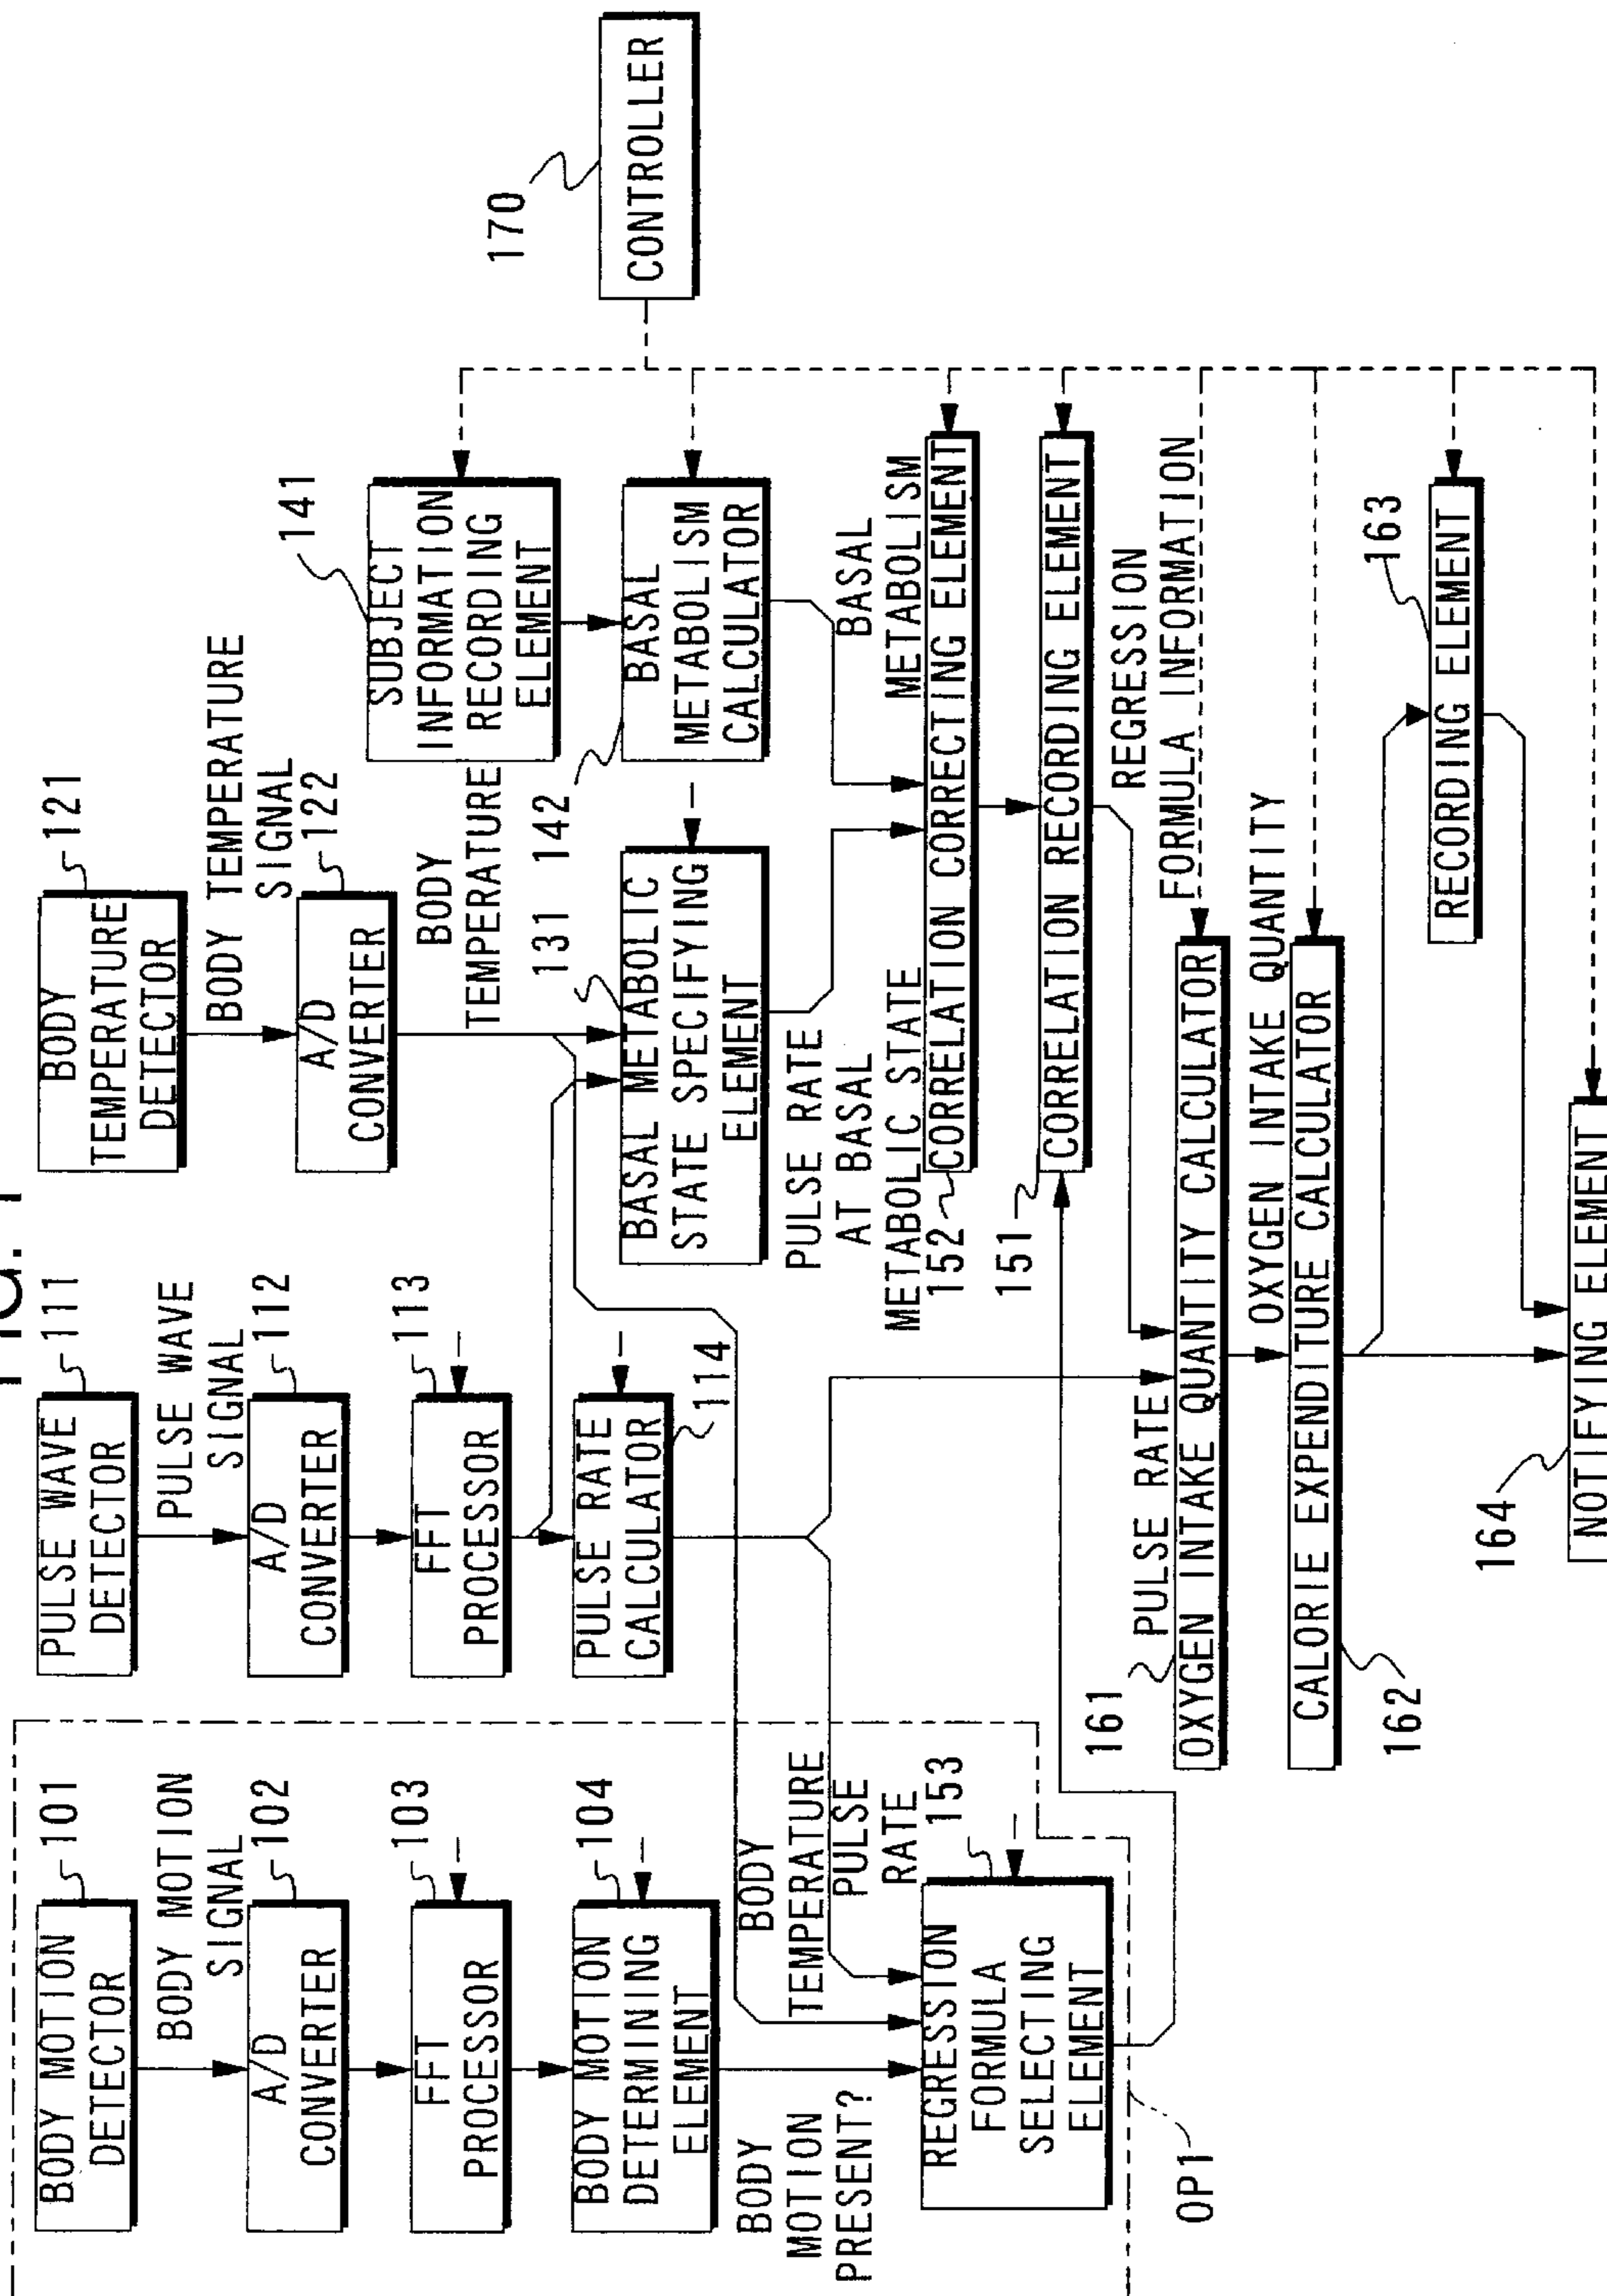 FIG. 1
BODY MOTION
DETECTOR
101
BODY MOTION
SIGNAL
A/D
CONVERTER
102
FFT
PROCESSOR
103
BODY MOTION
DETERMINING
ELEMENT
104
BODY
MOTION
PRESENT?
BODY
TEMPERATURE
PULSE
RATE
REGRESSION
FORMULA
SELECTING
ELEMENT
153
OP1
PULSE WAVE
DETECTOR
111
PULSE WAVE
SIGNAL
A/D
CONVERTER
112
FFT
PROCESSOR
113
PULSE RATE
CALCULATOR
114
BODY
TEMPERATURE
DETECTOR
121
BODY TEMPERATURE
SIGNAL
A/D
CONVERTER
122
BODY
TEMPERATURE
131
BASAL METABOLIC
STATE SPECIFYING
ELEMENT
PULSE RATE
AT BASAL
METABOLIC STATE
141
SUBJECT
INFORMATION
RECORDING
ELEMENT
142
BASAL
METABOLISM
CALCULATOR
BASAL
METABOLISM
152
CORRELATION CORRECTING ELEMENT
151
CORRELATION RECORDING ELEMENT
REGRESSION
FORMULA INFORMATION
PULSE RATE
161
OXYGEN INTAKE QUANTITY CALCULATOR
OXYGEN INTAKE QUANTITY
CALORIE EXPENDITURE CALCULATOR
162
163
RECORDING ELEMENT
164
NOTIFYING ELEMENT
170
CONTROLLER